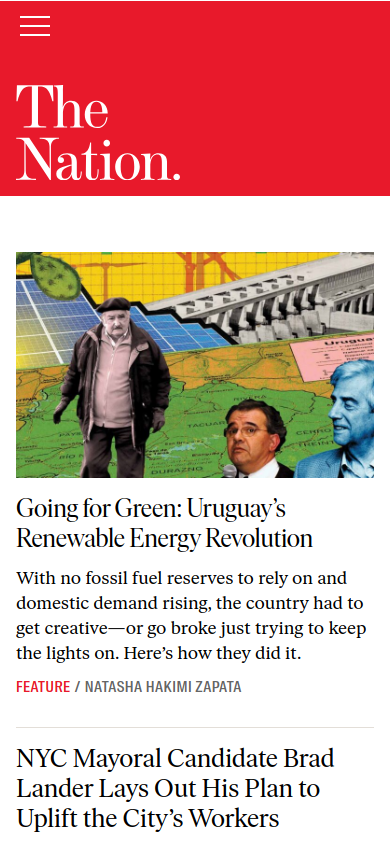 The
Nation.
Going for Green: Uruguay’s
Renewable Energy Revolution
With no fossil fuel reserves to rely on and
domestic demand rising, the country had to
get creative—or go broke just trying to keep
the lights on. Here’s how they did it.
FEATURE / NATASHA HAKIMI ZAPATA
NYC Mayoral Candidate Brad
Lander Lays Out His Plan to
Uplift the City’s Workers